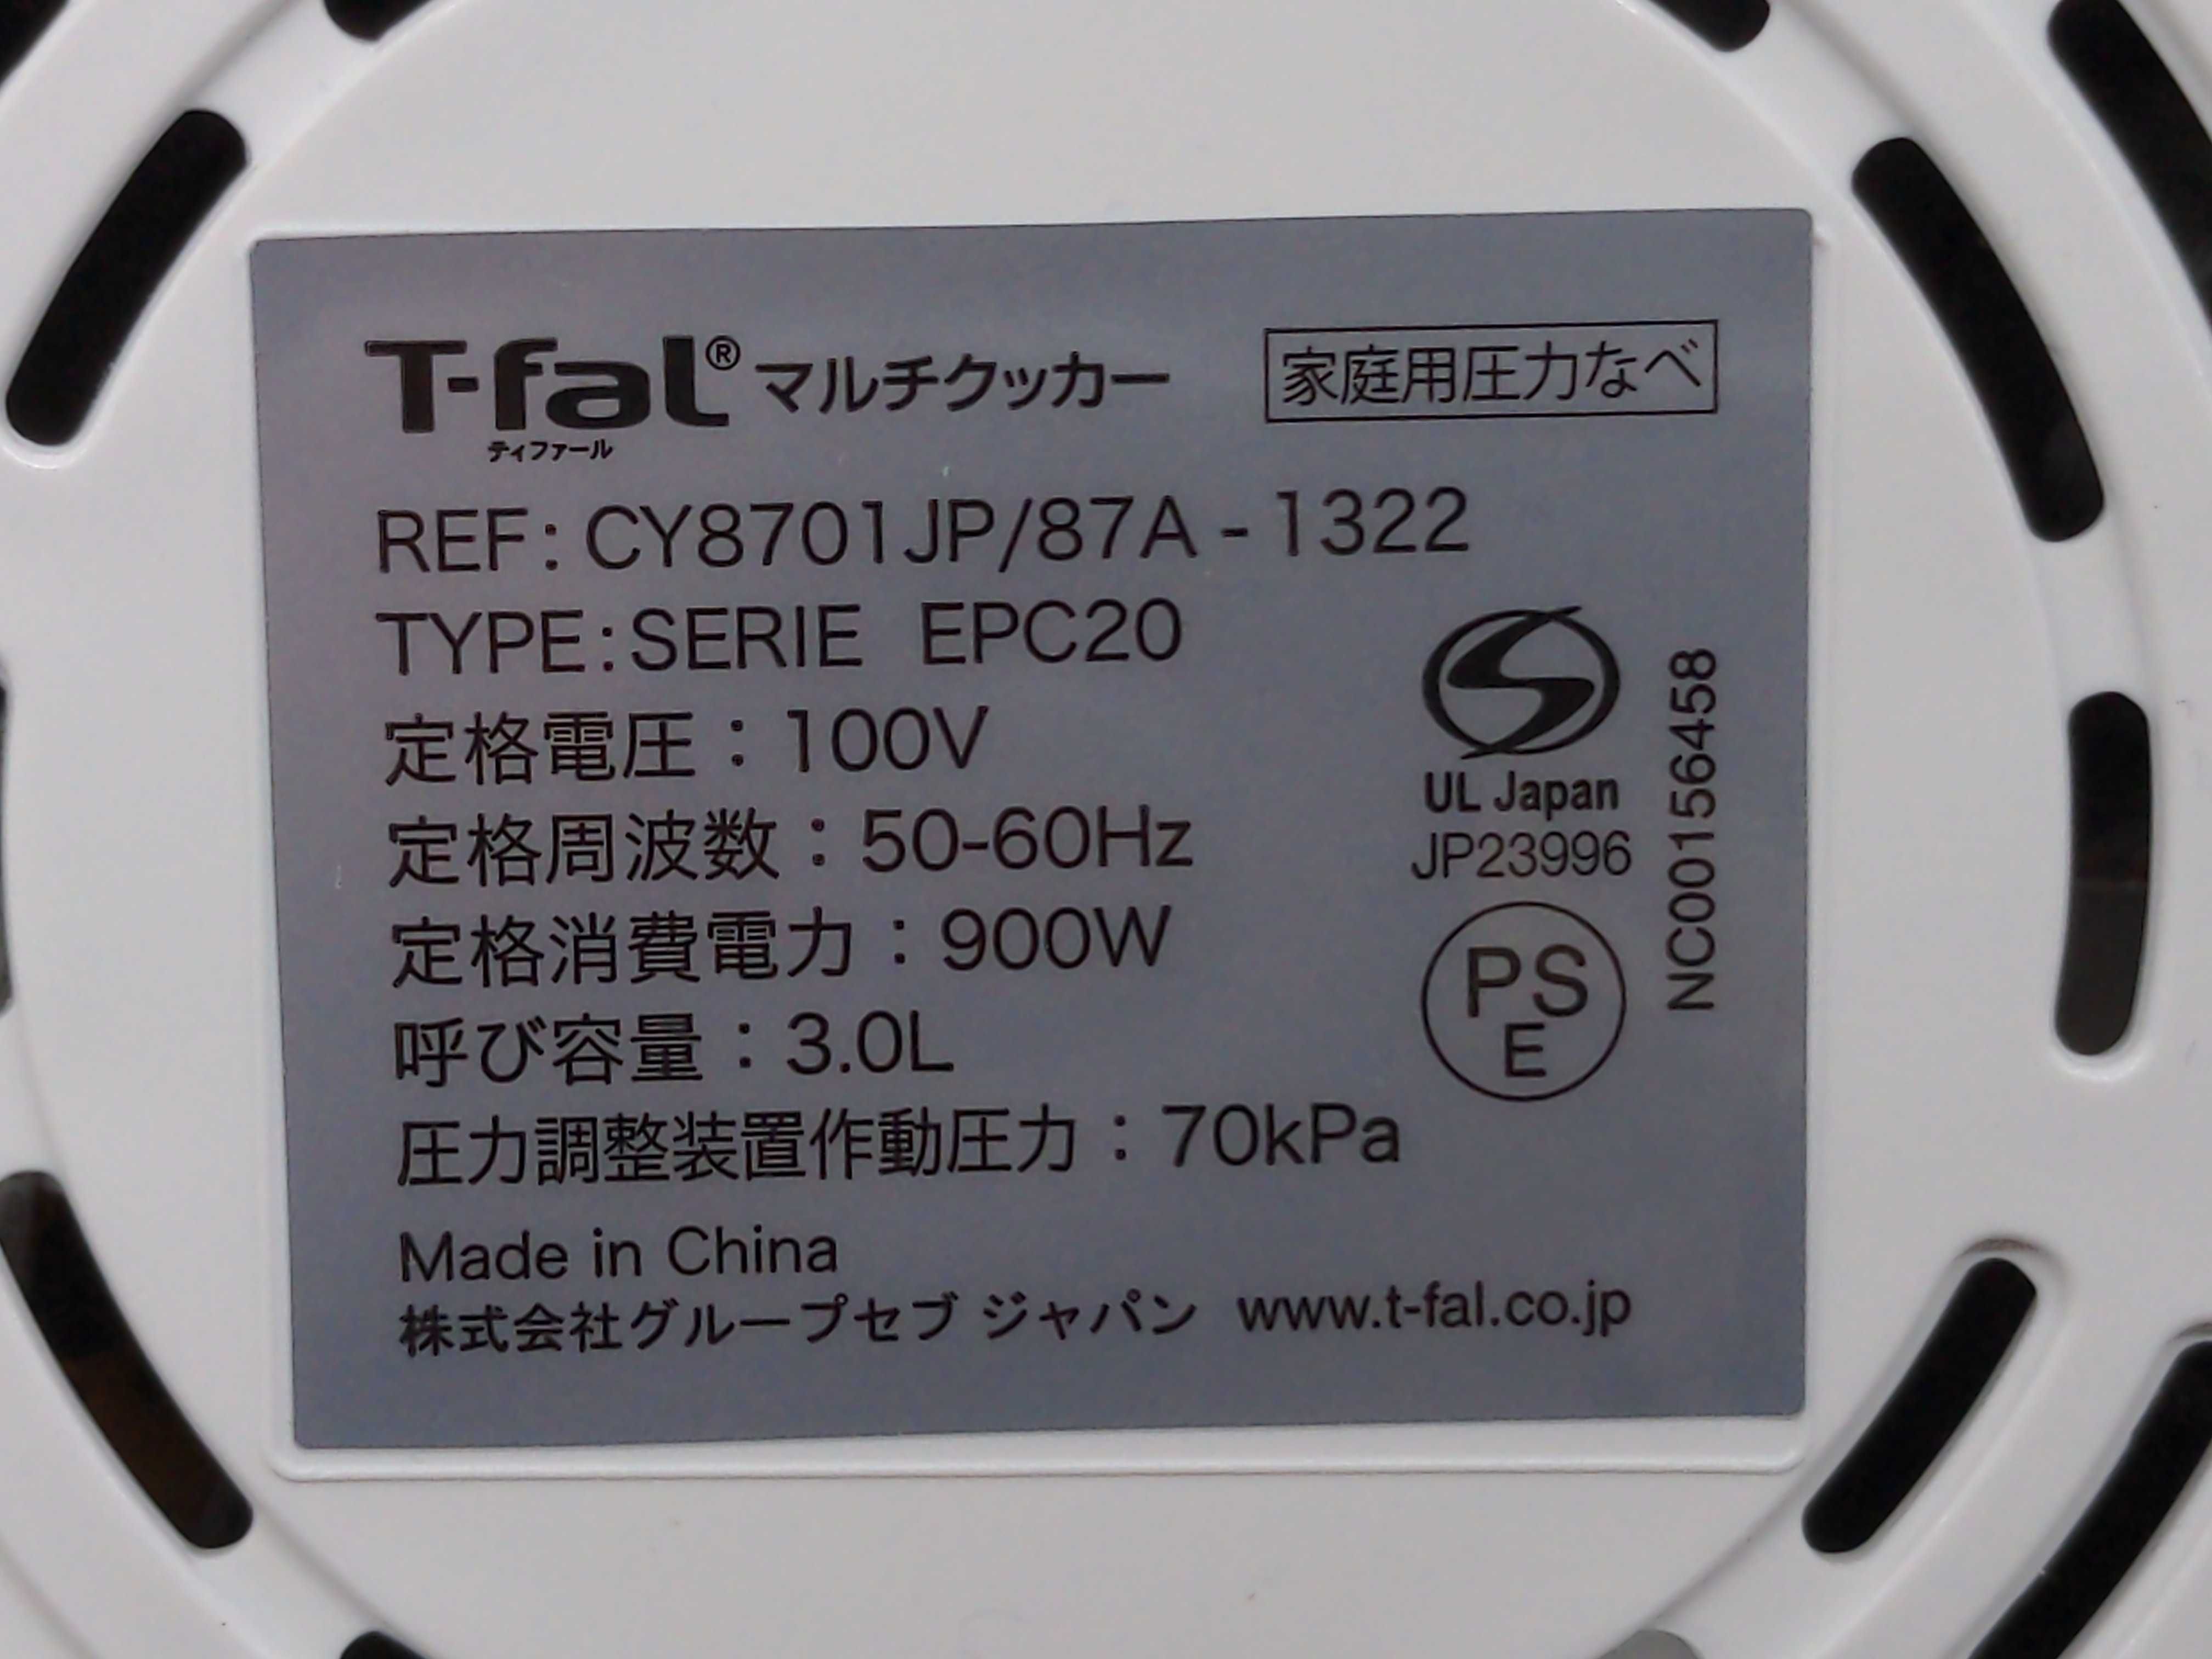 T-fal® マルチクッカー 家庭用圧力なべ
ティファール
REF: CY8701JP/87A - 1322
TYPE: SERIE EPC20
定格電圧：100V
定格周波数：50-60Hz
定格消費電力：900W
呼び容量：3.0L
圧力調整装置作動圧力：70kPa
Made in China
株式会社グループセブ ジャパン www.t-fal.co.jp
S
UL Japan
JP23996
PS
E
NC00156458